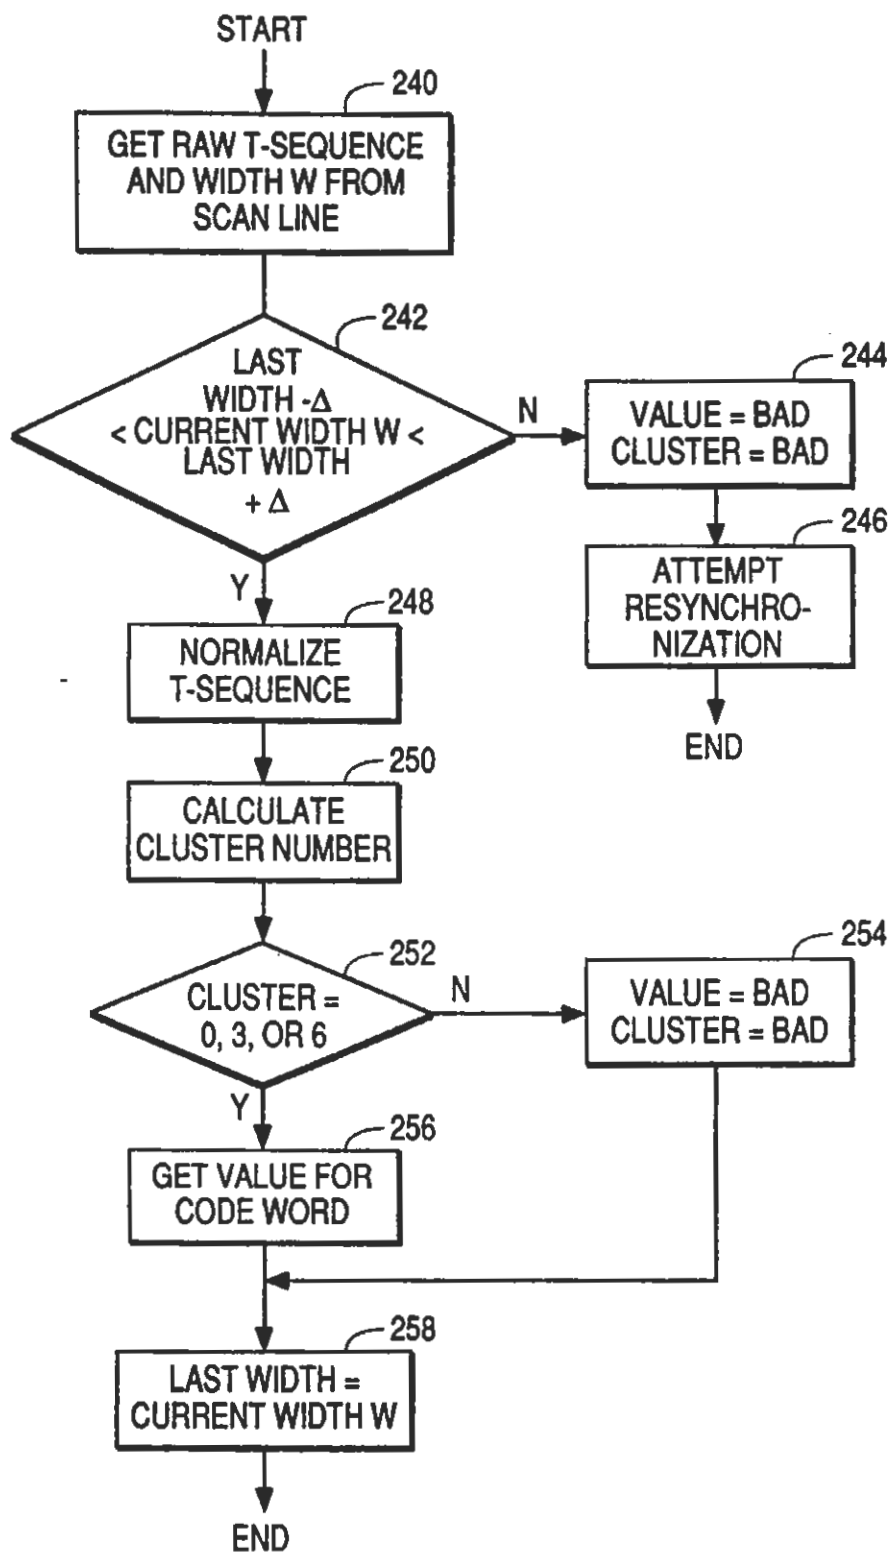 START
240
GET RAW T-SEQUENCE
AND WIDTH W FROM
SCAN LINE
242
LAST
WIDTH -Δ
< CURRENT WIDTH W <
LAST WIDTH
+ Δ
N
244
VALUE = BAD
CLUSTER = BAD
246
ATTEMPT
RESYNCHRO-
NIZATION
END
Y
248
NORMALIZE
T-SEQUENCE
250
CALCULATE
CLUSTER NUMBER
252
CLUSTER =
0, 3, OR 6
N
254
VALUE = BAD
CLUSTER = BAD
Y
256
GET VALUE FOR
CODE WORD
258
LAST WIDTH =
CURRENT WIDTH W
END